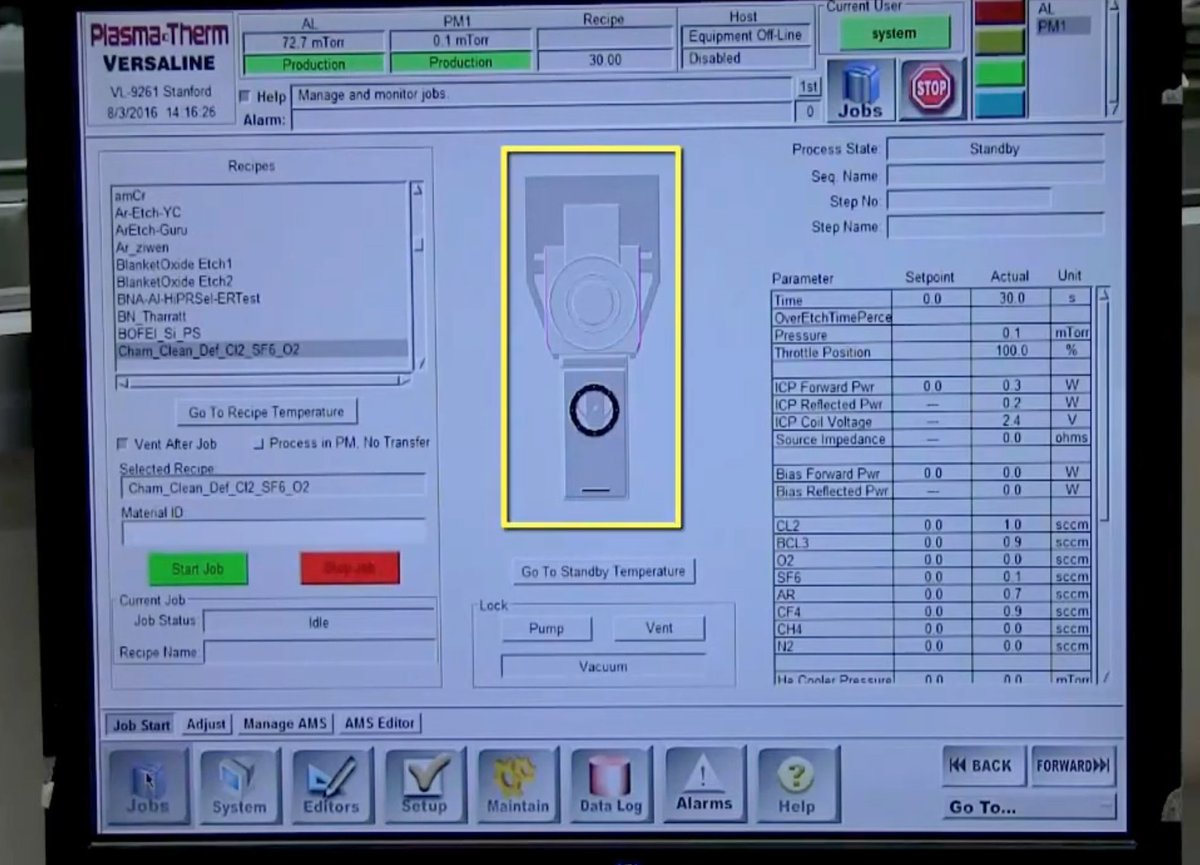 Plasma-Therm
VERSALINE
VL-9261 Stanford
8/3/2016 14:16:26
AL PM1 Recipe Host
72.7 mTorr 0.1 mTorr Equipment Off-Line
Production Production 30.00 Disabled
Help Manage and monitor jobs. 1st
Alarm: 0
Current User
system
Jobs
STOP
AL
PM1
Recipes
amCr
Ar-Etch-YC
ArEtch-Guru
Ar_ziwen
BlanketOxide Etch1
BlanketOxide Etch2
BNA-Al-HiPRSel-ERTest
BN_Tharratt
BOFEI_Si_PS
Cham_Clean_Def_Cl2_SF6_O2
Go To Recipe Temperature
Vent After Job Process in PM, No Transfer
Selected Recipe
Cham_Clean_Def_Cl2_SF6_O2
Material ID
Start Job Stop Job
Current Job
Job Status Idle
Recipe Name
Go To Standby Temperature
Lock
Pump Vent
Vacuum
Process State: Standby
Seq. Name
Step No
Step Name
Parameter Setpoint Actual Unit
Time 0.0 30.0 s
OverEtchTimePerce
Pressure 0.1 mTorr
Throttle Position 100.0 %
ICP Forward Pwr 0.0 0.3 W
ICP Reflected Pwr --- 0.2 W
ICP Coil Voltage --- 2.4 V
Source Impedance --- 0.0 ohms
Bias Forward Pwr 0.0 0.0 W
Bias Reflected Pwr --- 0.0 W
CL2 0.0 1.0 sccm
BCL3 0.0 0.9 sccm
O2 0.0 0.0 sccm
SF6 0.0 0.1 sccm
AR 0.0 0.7 sccm
CF4 0.0 0.9 sccm
CH4 0.0 0.0 sccm
N2 0.0 0.0 sccm
He Cooler Pressure 0.0 0.0 mTorr
Job Start Adjust Manage AMS AMS Editor
Jobs System Editors Setup Maintain Data Log Alarms Help
BACK FORWARD
Go To...